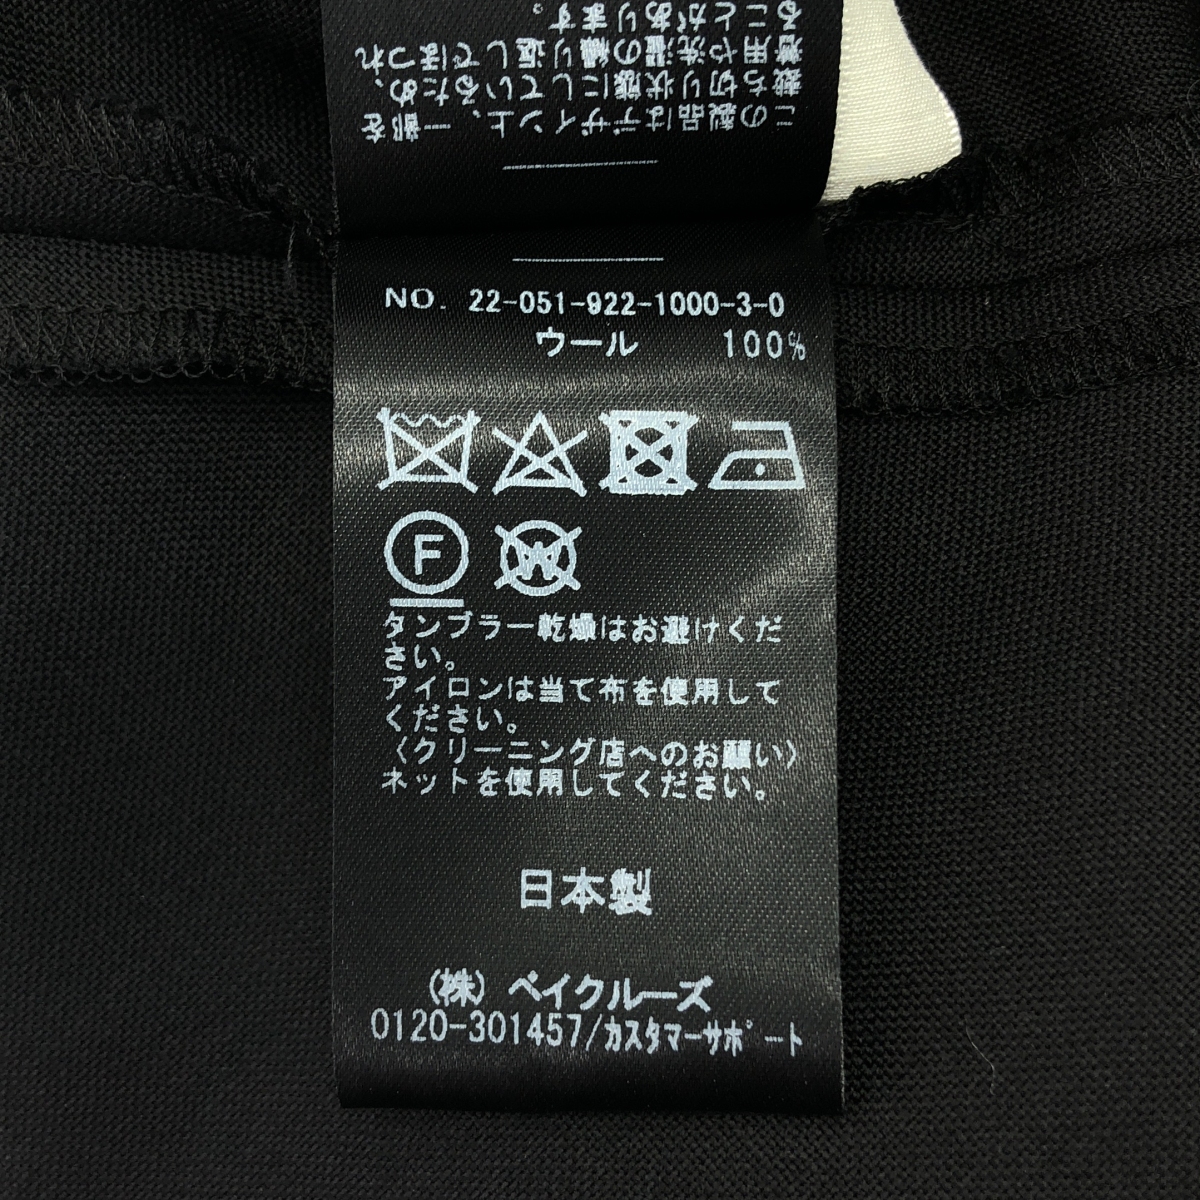 この製品はデザイン上、一部を
裁ち切り状態にしているため、
着用や洗濯の繰り返しでほつれ
ることがあります。
NO. 22-051-922-1000-3-0
ウール 100%
F
W
タンブラー乾燥はお避けくだ
さい。
アイロンは当て布を使用して
ください。
〈クリーニング店へのお願い〉
ネットを使用してください。
日本製
(株) ベイクルーズ
0120-301457/カスタマーサポート